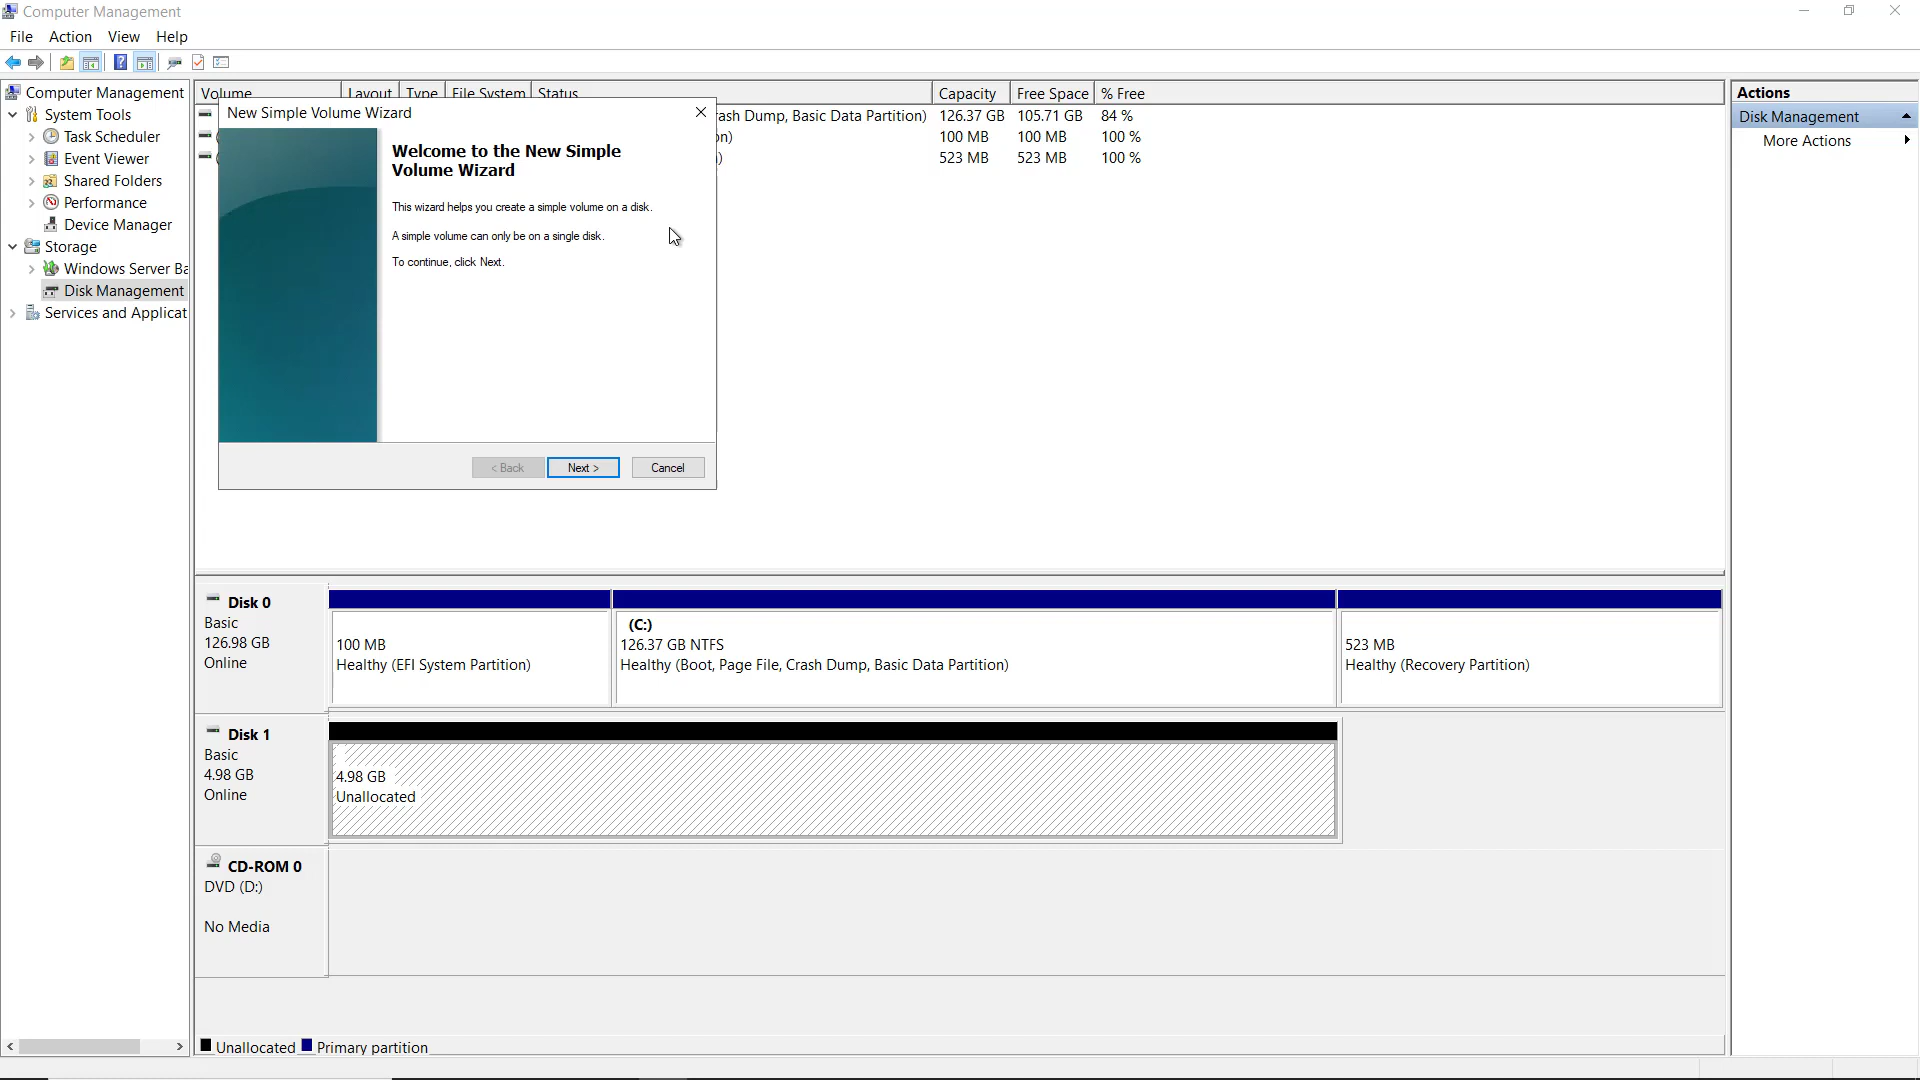 Computer Management
File Action View Help
Computer Management
System Tools
Task Scheduler
Event Viewer
Shared Folders
Performance
Device Manager
Storage
Windows Server Ba
Disk Management
Services and Applicat
Volume Layout Type File System Status Capacity Free Space % Free
rash Dump, Basic Data Partition) 126.37 GB 105.71 GB 84 %
on) 100 MB 100 MB 100 %
) 523 MB 523 MB 100 %
New Simple Volume Wizard
Welcome to the New Simple
Volume Wizard
This wizard helps you create a simple volume on a disk.
A simple volume can only be on a single disk.
To continue, click Next.
< Back Next > Cancel
Disk 0
Basic
126.98 GB
Online
100 MB
Healthy (EFI System Partition)
(C:)
126.37 GB NTFS
Healthy (Boot, Page File, Crash Dump, Basic Data Partition)
523 MB
Healthy (Recovery Partition)
Disk 1
Basic
4.98 GB
Online
4.98 GB
Unallocated
CD-ROM 0
DVD (D:)
No Media
Unallocated Primary partition
Actions
Disk Management
More Actions